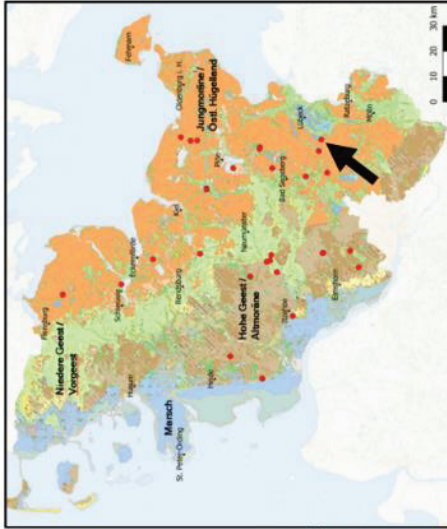 Flensburg
Niedere Geest /
Vorgeest
Schleswig
Fehmarn
Eckernförde
Oldenburg i. H.
Husum
Kiel
Jungmoräne /
Östl. Hügelland
Rendsburg
Plön
Marsch
St. Peter-Ording
Heide
Neumünster
Hohe Geest /
Altmoräne
Bad Segeberg
Lübeck
Itzehoe
Ratzeburg
Mölln
Elmshorn
0 10 20 30 km